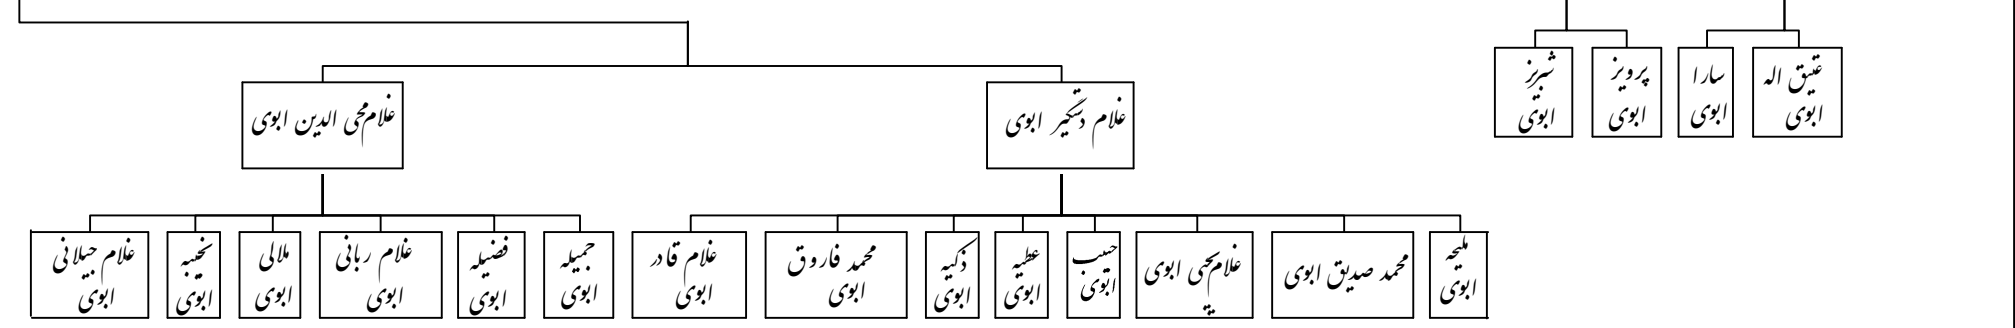 عتیق اله
ابوی
سارا
ابوی
پرویز
ابوی
شبریز
ابوی
غلام دستگیر ابوی
غلام محی الدین ابوی
ملیحه
ابوی
محمد صدیق ابوی
غلام یحیی ابوی
حبیب
ابوی
عطیه
ابوی
ذکیه
ابوی
محمد فاروق
ابوی
غلام قادر
ابوی
جمیله
ابوی
فضیله
ابوی
غلام ربانی
ابوی
ملالی
ابوی
نجیبه
ابوی
غلام جیلانی
ابوی